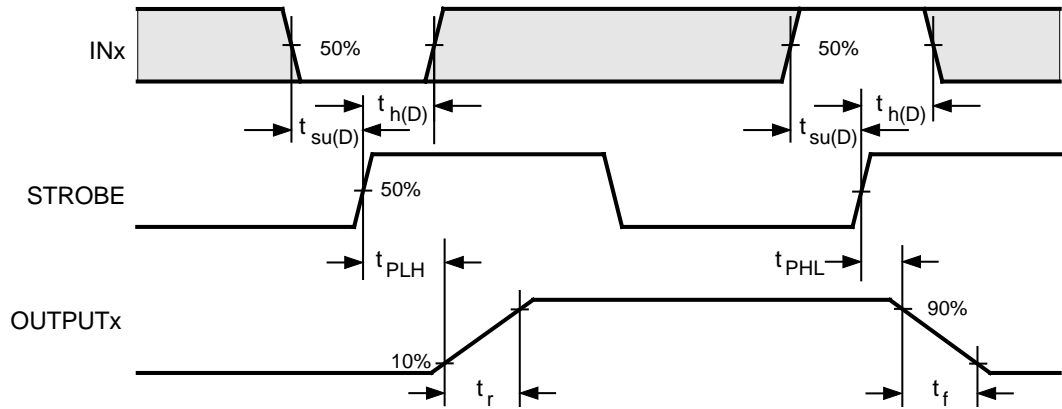 INx
50%
50%
t h(D)
t h(D)
t su(D)
t su(D)
STROBE
50%
t PLH
t PHL
OUTPUTx
90%
10%
t r
t f